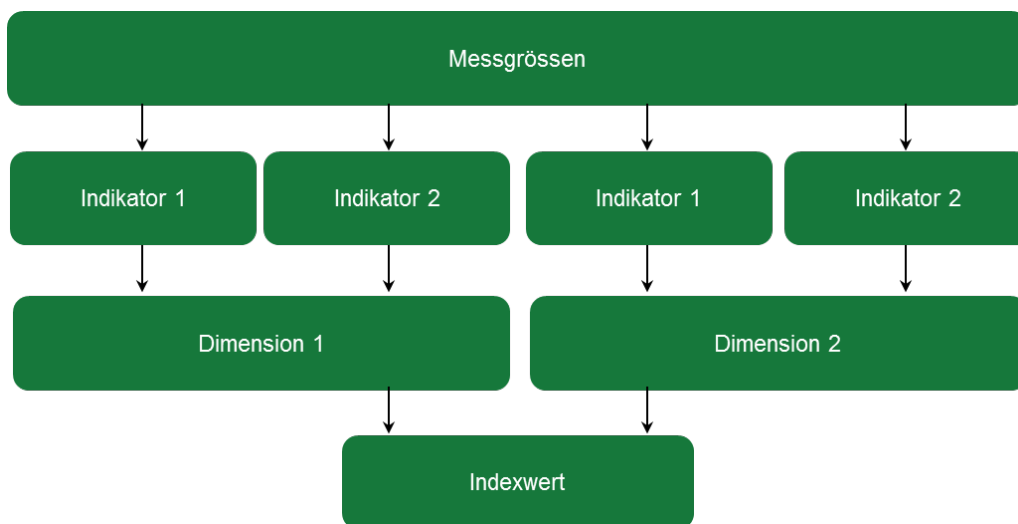 Messgrössen
Indikator 1
Indikator 2
Indikator 1
Indikator 2
Dimension 1
Dimension 2
Indexwert